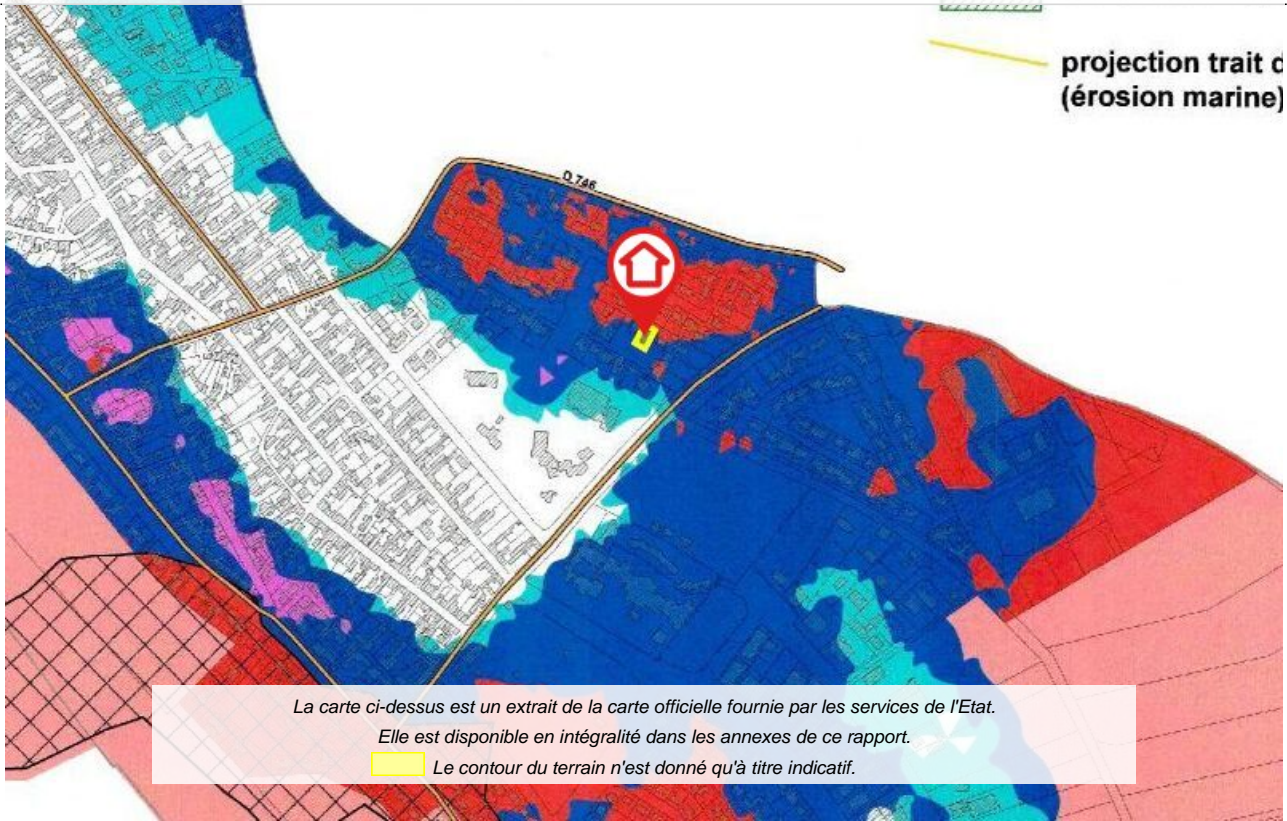 projection trait d
(érosion marine)
D 746
La carte ci-dessus est un extrait de la carte officielle fournie par les services de l'Etat.
Elle est disponible en intégralité dans les annexes de ce rapport.
Le contour du terrain n'est donné qu'à titre indicatif.